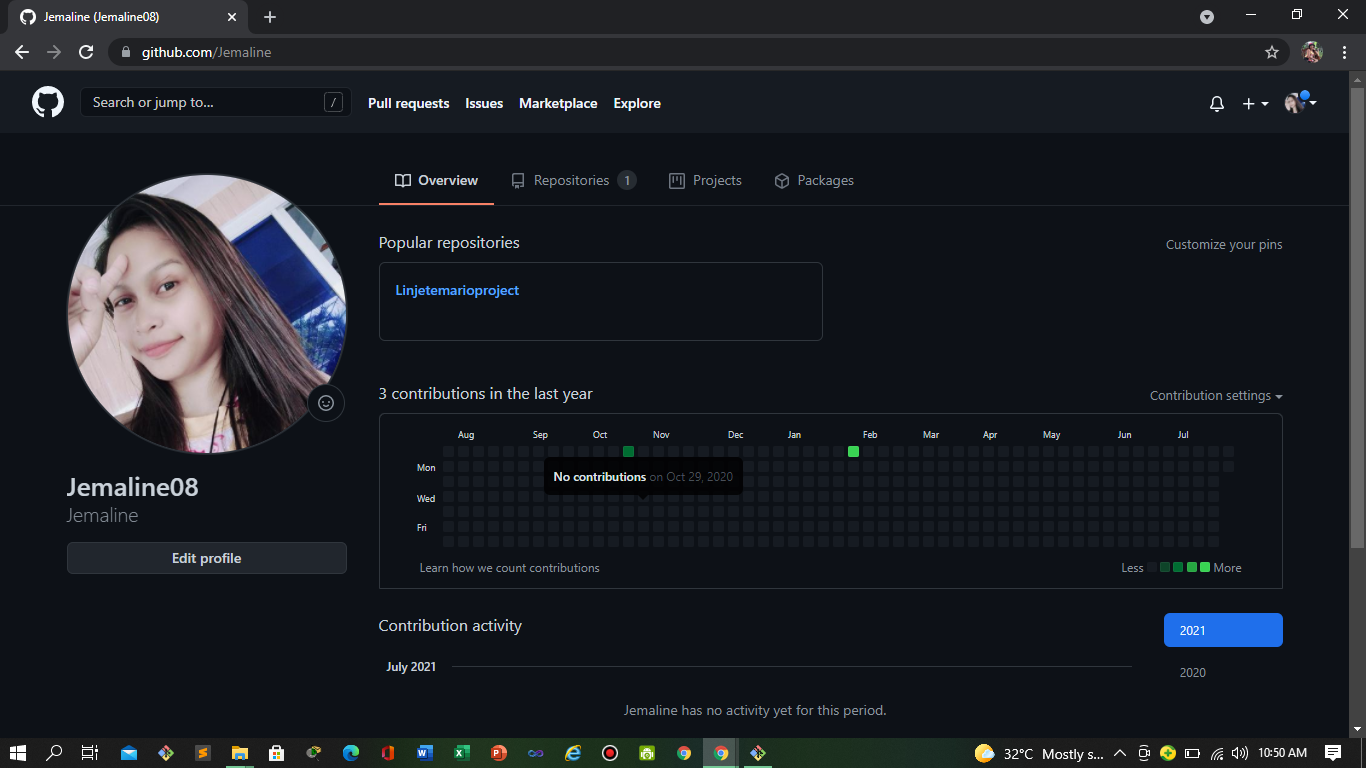 Jemaline (Jemaline08)
github.com/Jemaline
Search or jump to...
/
Pull requests
Issues
Marketplace
Explore
Overview
Repositories 1
Projects
Packages
Popular repositories
Customize your pins
Linjetemarioproject
3 contributions in the last year
Contribution settings
Aug Sep Oct Nov Dec Jan Feb Mar Apr May Jun Jul
Mon
No contributions on Oct 29, 2020
Wed
Fri
Learn how we count contributions
Less More
Jemaline08
Jemaline
Edit profile
Contribution activity
2021
2020
July 2021
Jemaline has no activity yet for this period.
32°C Mostly s...
10:50 AM